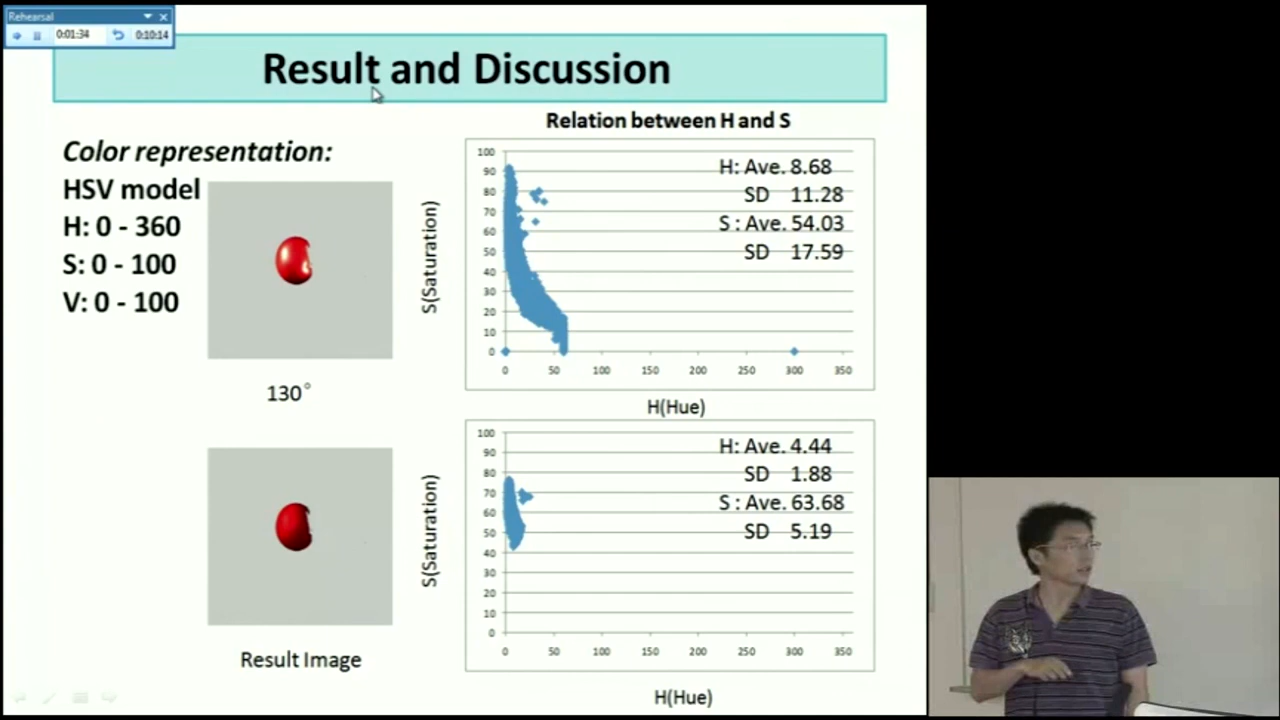 Rehearsal
0:01:34
0:10:14
Result and Discussion
Color representation:
HSV model
H: 0 - 360
S: 0 - 100
V: 0 - 100
130°
Result Image
Relation between H and S
S(Saturation)
100
90
80
70
60
50
40
30
20
10
0
H: Ave. 8.68
SD 11.28
S : Ave. 54.03
SD 17.59
0 50 100 150 200 250 300 350
H(Hue)
S(Saturation)
100
90
80
70
60
50
40
30
20
10
0
H: Ave. 4.44
SD 1.88
S : Ave. 63.68
SD 5.19
0 50 100 150 200 250 300 350
H(Hue)